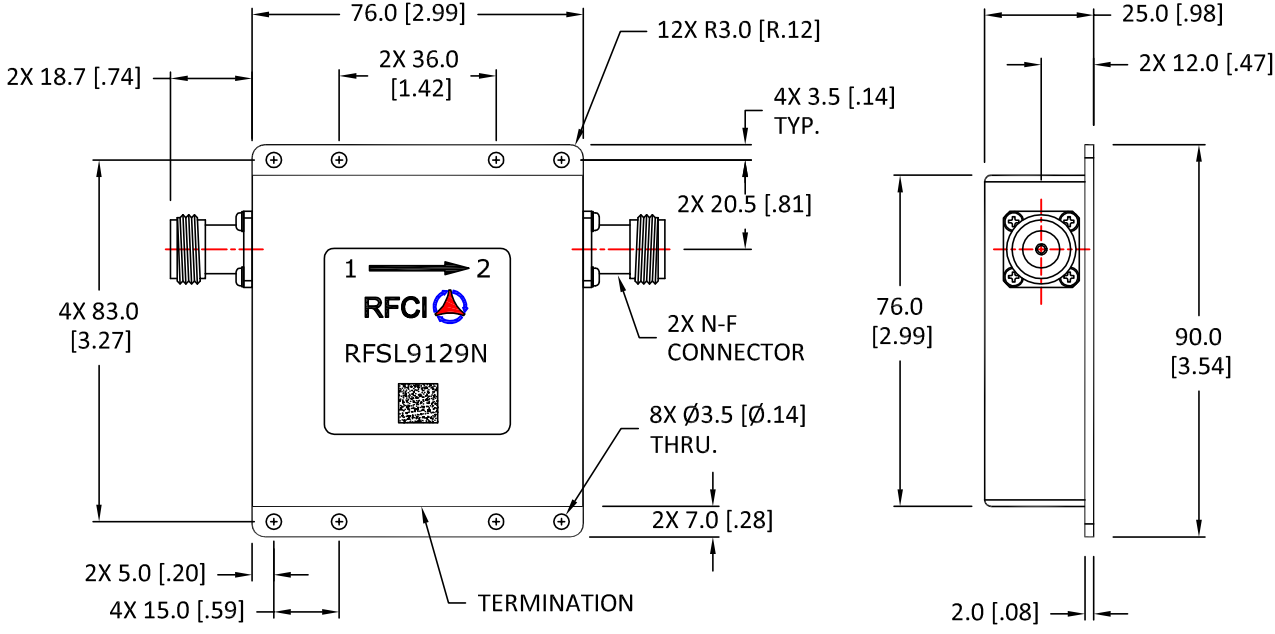 76.0 [2.99]
2X 18.7 [.74]
2X 36.0
[1.42]
12X R3.0 [R.12]
4X 3.5 [.14]
TYP.
2X 20.5 [.81]
4X 83.0
[3.27]
1
2
RFCI
RFSL9129N
2X N-F
CONNECTOR
8X Ø3.5 [Ø.14]
THRU.
2X 7.0 [.28]
2X 5.0 [.20]
4X 15.0 [.59]
TERMINATION
25.0 [.98]
2X 12.0 [.47]
76.0
[2.99]
90.0
[3.54]
2.0 [.08]